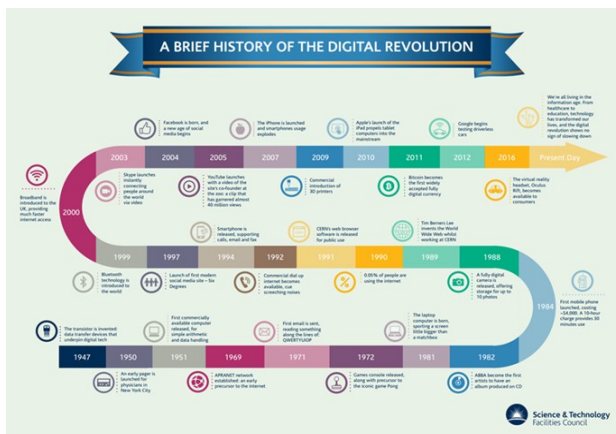 A BRIEF HISTORY OF THE DIGITAL REVOLUTION
We're all living in the
information age. From
healthcare to
education, technology
has transformed our
lives, and the digital
revolution shows no
sign of slowing down
Facebook is born, and
a new age of social
media begins
The iPhone is launched
and smartphones usage
explodes
Apple's launch of the
iPad propels tablet
computers into the
mainstream
Google begins
testing driverless
cars
2003
2004
2005
2007
2009
2010
2011
2012
2016
Present Day
Broadband is
introduced to the
UK, providing
much faster
internet access
2000
Skype launches
instantly
connecting people
around the world
via video
YouTube launches
with a video of the
site's co-founder at
the zoo: a clip that
has garnered almost
40 million views
Commercial
introduction of
3D printers
Bitcoin becomes
the first widely
accepted fully
digital currency
The virtual reality
headset, Oculus
Rift, becomes
available to
consumers
Smartphone is
released, supporting
calls, email and fax
CERN's web browser
software is released
for public use
Tim Berners Lee
invents the World
Wide Web whilst
working at CERN
1999
1997
1994
1992
1991
1990
1989
1988
1984
Bluetooth
technology is
introduced to
the world
Launch of first modern
social media site – Six
Degrees
Commercial dial up
internet becomes
available, cue
screeching noises
0.05% of people are
using the internet
A fully digital
camera is released,
offering storage for
up to 10 photos
First mobile phone
launched, costing
~$4,000. A 10-hour
charge provides 30
minutes use
The transistor is invented
data transfer devices that
underpin digital tech
First commercially
available computer
released, for
simple arithmetic
and data handling
First email is sent,
reading something
along the lines of:
QWERTYUIOP
The laptop
computer is born,
sporting a screen
little bigger than
a matchbox
1947
1950
1951
1969
1971
1972
1981
1982
An early pager is
launched for
physicians in
New York City
APRANET network
established: an early
precursor to the internet
Games console released,
along with precursor to
the iconic game Pong
ABBA become the first
artists to have an
album produced on CD
Science & Technology
Facilities Council